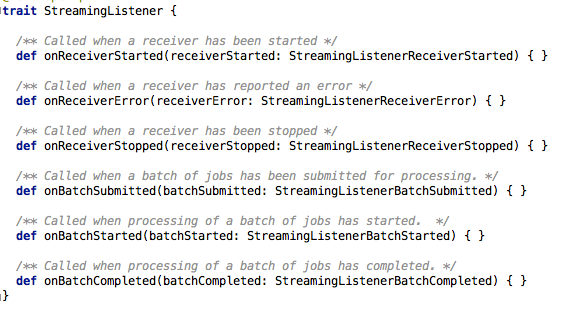 trait StreamingListener {
/** Called when a receiver has been started */
def onReceiverStarted(receiverStarted: StreamingListenerReceiverStarted) { }
/** Called when a receiver has reported an error */
def onReceiverError(receiverError: StreamingListenerReceiverError) { }
/** Called when a receiver has been stopped */
def onReceiverStopped(receiverStopped: StreamingListenerReceiverStopped) { }
/** Called when a batch of jobs has been submitted for processing. */
def onBatchSubmitted(batchSubmitted: StreamingListenerBatchSubmitted) { }
/** Called when processing of a batch of jobs has started.  */
def onBatchStarted(batchStarted: StreamingListenerBatchStarted) { }
/** Called when processing of a batch of jobs has completed. */
def onBatchCompleted(batchCompleted: StreamingListenerBatchCompleted) { }
}